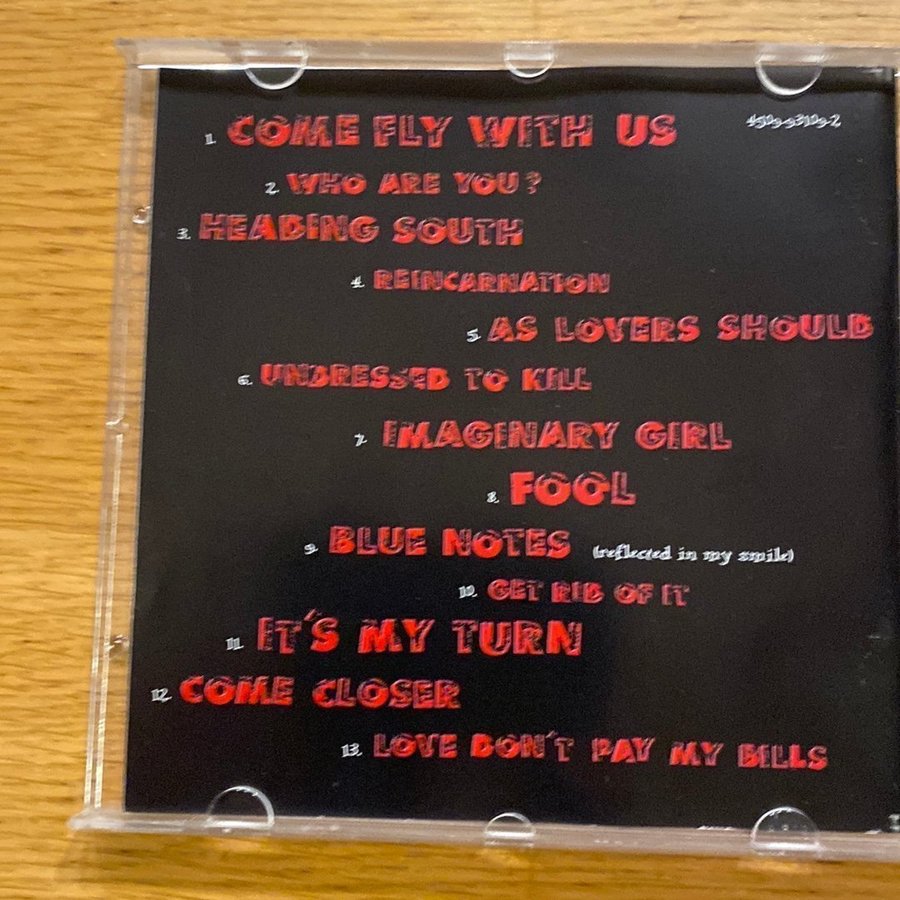 1. COME FLY WITH US 4509-93109-2
2. WHO ARE YOU?
3. HEADING SOUTH
4. REINCARNATION
5. AS LOVERS SHOULD
6. UNDRESSED TO KILL
7. IMAGINARY GIRL
8. FOOL
9. BLUE NOTES (reflected in my smile)
10. GET RID OF IT
11. IT'S MY TURN
12. COME CLOSER
13. LOVE DON'T PAY MY BILLS